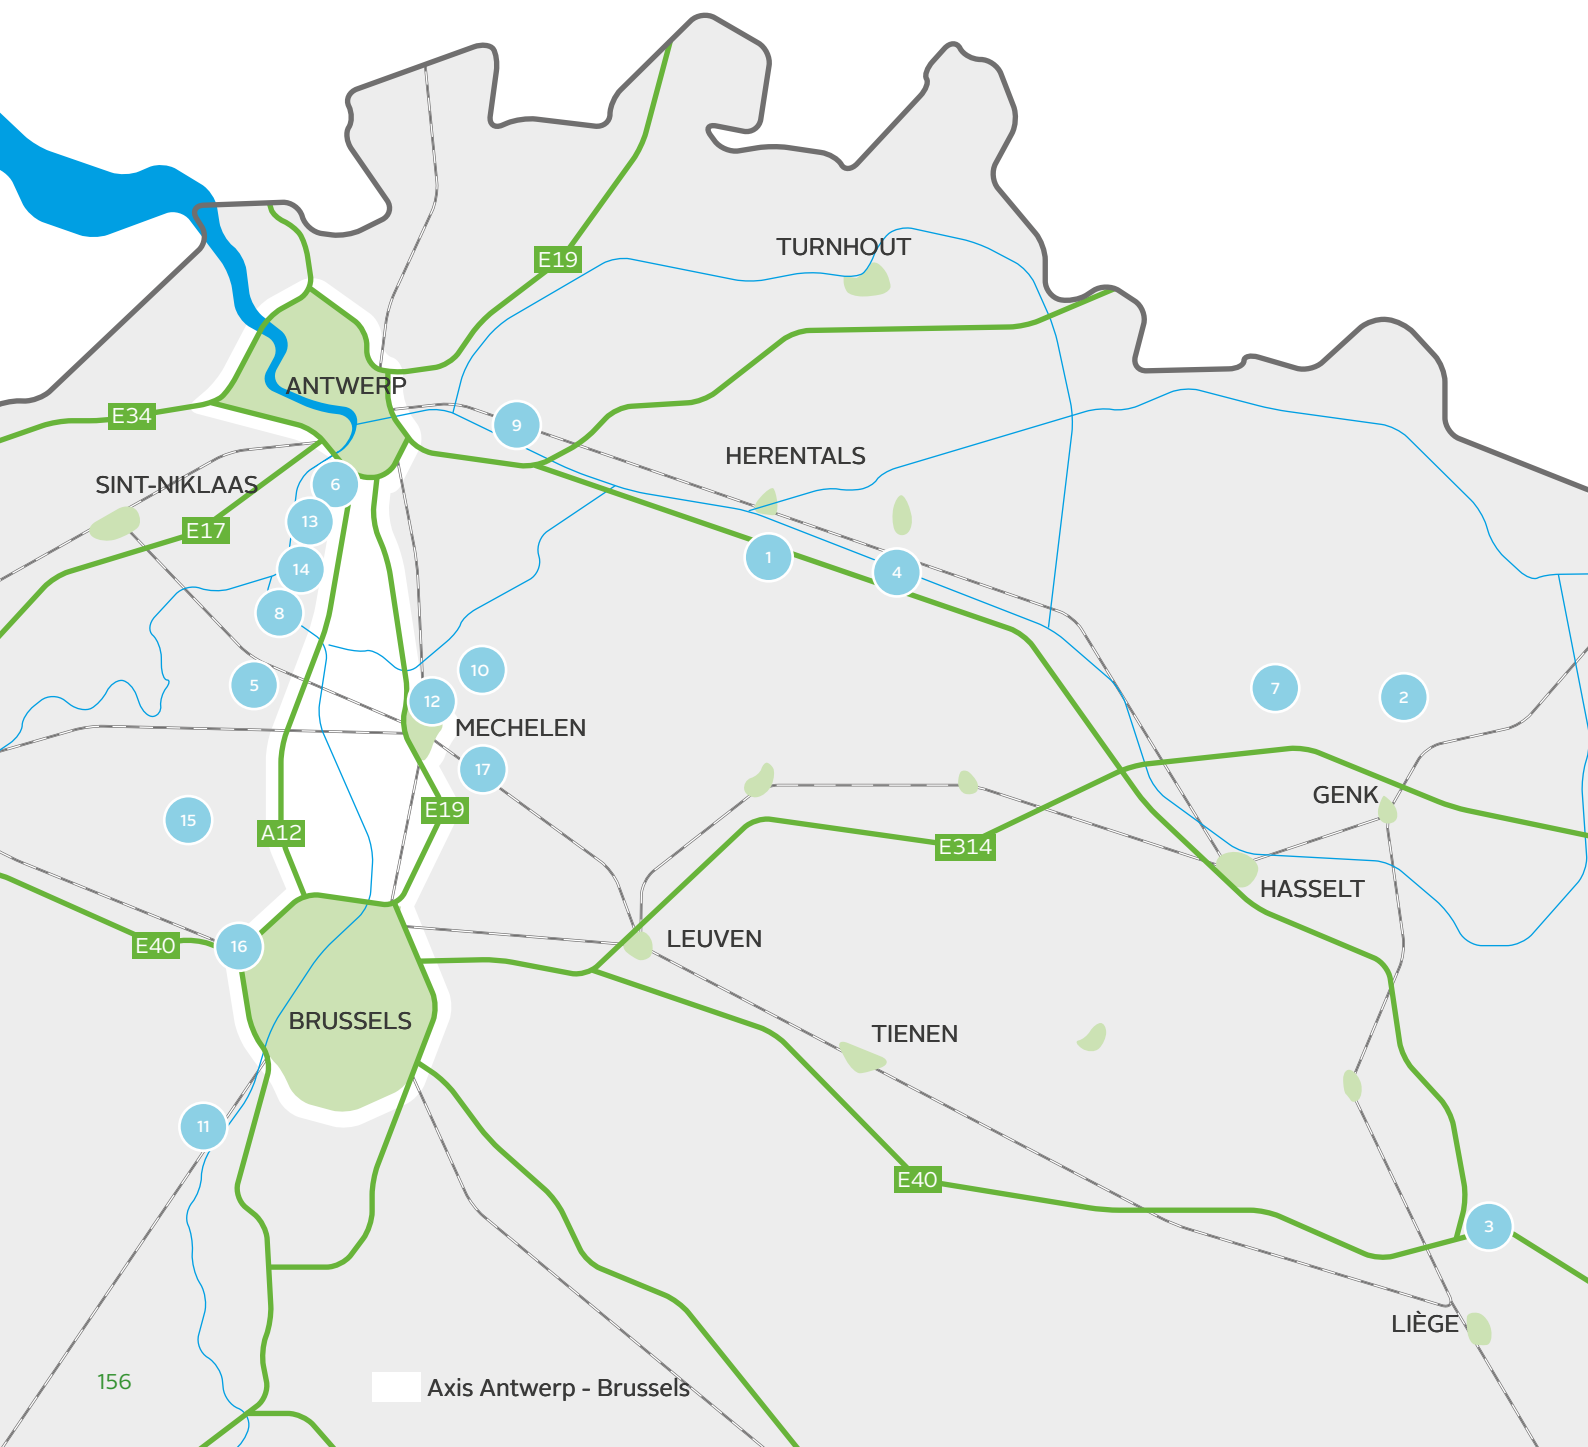 TURNHOUT
E19
ANTWERP
E34
9
HERENTALS
SINT-NIKLAAS
6
13
E17
1
14
4
8
10
5
7
2
12
MECHELEN
17
GENK
E19
15
A12
E314
HASSELT
LEUVEN
E40
16
BRUSSELS
TIENEN
11
E40
3
LIÈGE
156
Axis Antwerp - Brussels